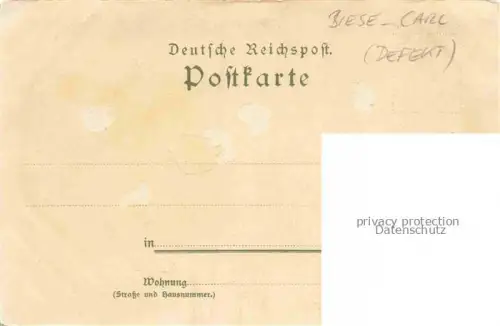 BIESE - CARL
(DEFEKT)
Deutsche Reichspost.
Postkarte
privacy protection
Datenschutz
in
Wohnung
(Straße und Hausnummer.)